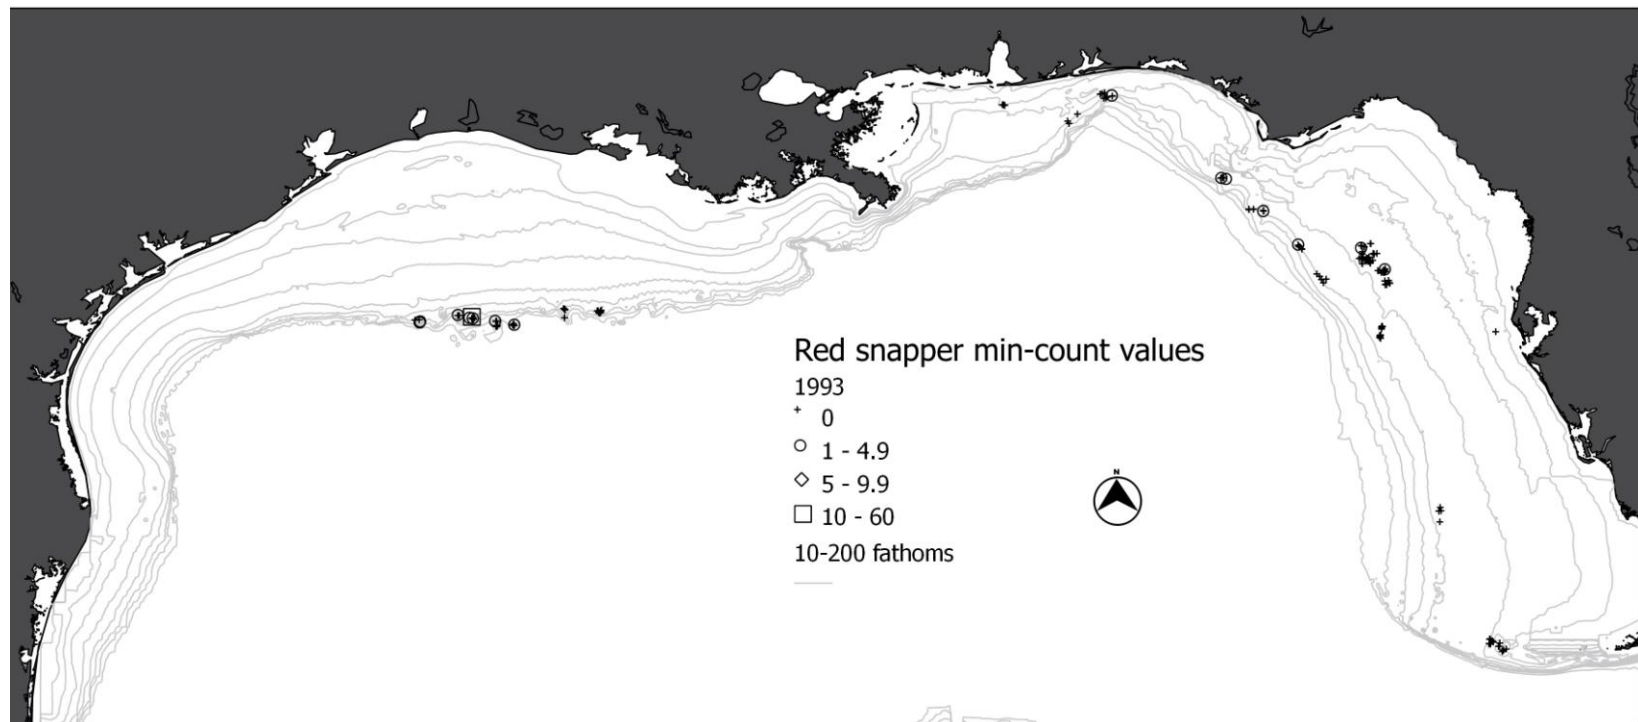 Red snapper min-count values
1993
0
1 - 4.9
5 - 9.9
10 - 60
10-200 fathoms
N